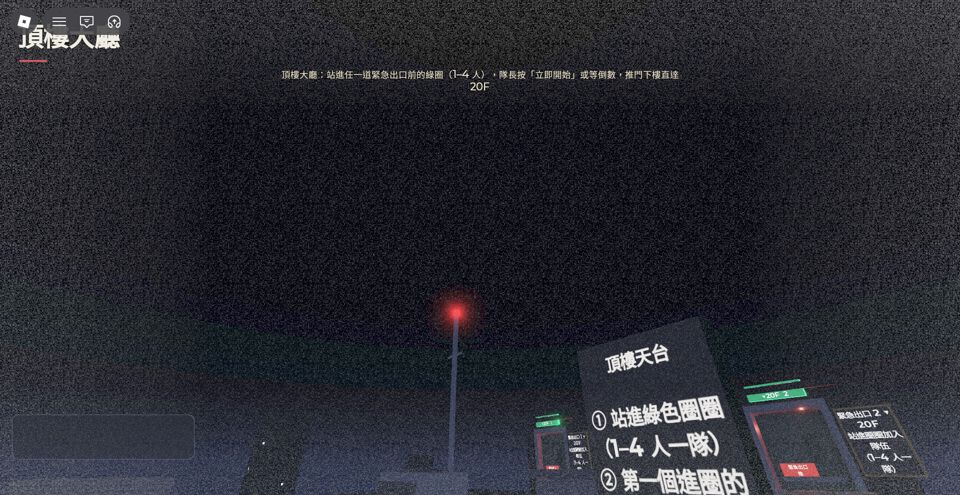 頂樓大廳
頂樓大廳：站進任一道緊急出口前的綠圈（1–4 人），隊長按「立即開始」或等倒數，推門下樓直達
20F
頂樓天台
① 站進綠色圈圈
（1–4 人一隊）
② 第一個進圈的
緊急出口 2
20F
站進圈圈加入
隊伍
（1–4 人一
隊）